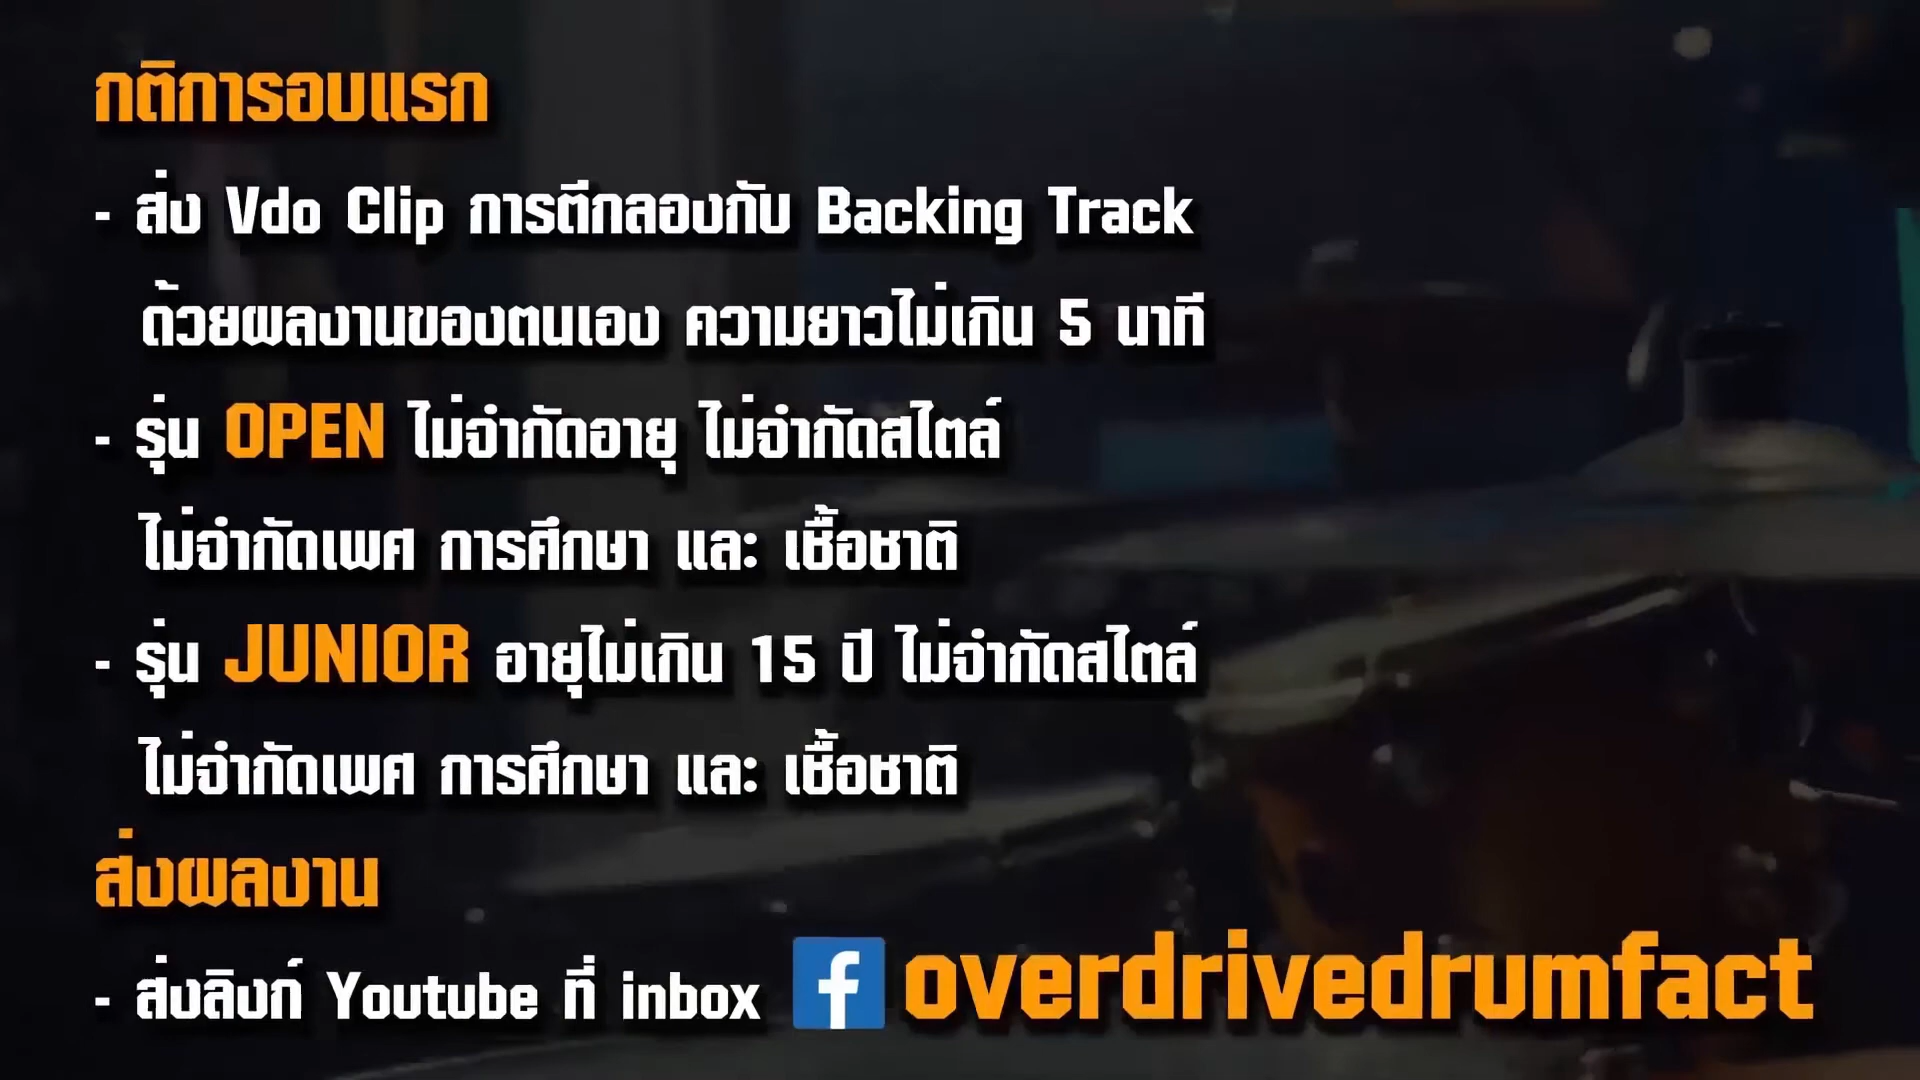 กติการอบแรก
- ส่ง Vdo Clip การตีกลองกับ Backing Track
ด้วยผลงานของตนเอง ความยาวไม่เกิน 5 นาที
- รุ่น OPEN ไม่จำกัดอายุ ไม่จำกัดสไตล์
ไม่จำกัดเพศ การศึกษา และ เชื้อชาติ
- รุ่น JUNIOR อายุไม่เกิน 15 ปี ไม่จำกัดสไตล์
ไม่จำกัดเพศ การศึกษา และ เชื้อชาติ
ส่งผลงาน
- ส่งลิงก์ Youtube ที่ inbox f overdrivedrumfact